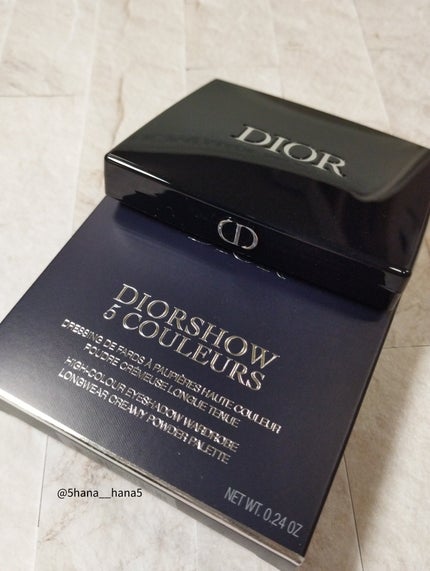 DIOR
CD
DIORSHOW
5 COULEURS
DRESSING DE FARDS À PAUPIÈRES HAUTE COULEUR
POUDRE CRÉMEUSE LONGUE TENUE
HIGH-COLOUR EYESHADOW WARDROBE
LONGWEAR CREAMY POWDER PALETTE
@5hana__hana5
NET WT. 0.24 OZ